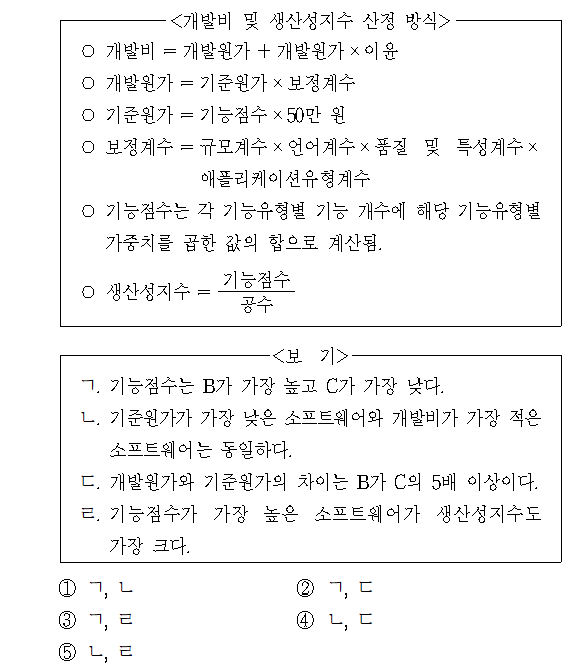 <개발비 및 생산성지수 산정 방식>
○ 개발비 = 개발원가 + 개발원가×이윤
○ 개발원가 = 기준원가×보정계수
○ 기준원가 = 기능점수×50만 원
○ 보정계수 = 규모계수×언어계수×품질 및 특성계수×
애플리케이션유형계수
○ 기능점수는 각 기능유형별 기능 개수에 해당 기능유형별
가중치를 곱한 값의 합으로 계산됨.
○ 생산성지수 = 기능점수
공수
<보 기>
ㄱ. 기능점수는 B가 가장 높고 C가 가장 낮다.
ㄴ. 기준원가가 가장 낮은 소프트웨어와 개발비가 가장 적은
소프트웨어는 동일하다.
ㄷ. 개발원가와 기준원가의 차이는 B가 C의 5배 이상이다.
ㄹ. 기능점수가 가장 높은 소프트웨어가 생산성지수도
가장 크다.
① ㄱ, ㄴ ② ㄱ, ㄷ
③ ㄱ, ㄹ ④ ㄴ, ㄷ
⑤ ㄴ, ㄹ